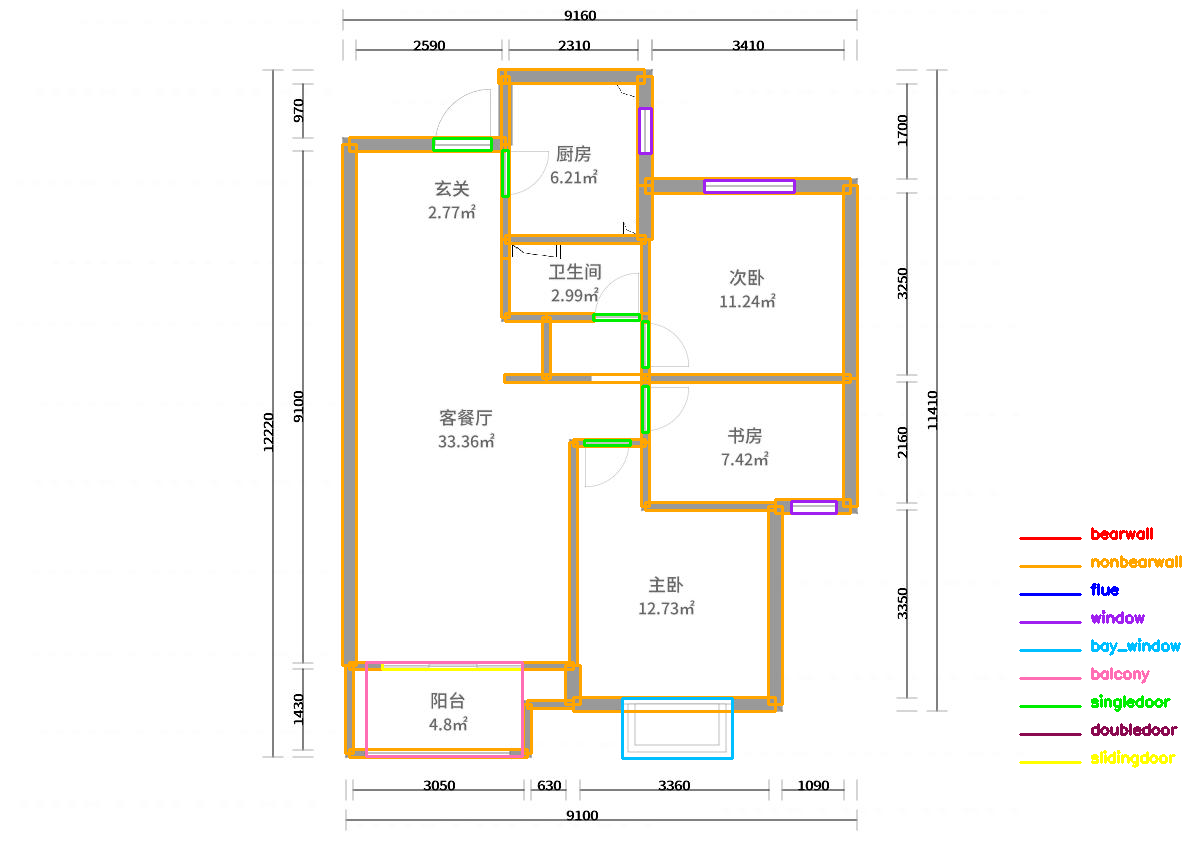 9160
2590
2310
3410
970
1700
厨房
6.21㎡
玄关
2.77㎡
卫生间
2.99㎡
次卧
11.24㎡
3250
9100
12220
11410
客餐厅
33.36㎡
书房
7.42㎡
2160
bearwall
nonbearwall
flue
window
bay_window
balcony
singledoor
doubledoor
slidingdoor
主卧
12.73㎡
3350
阳台
4.8㎡
1430
3050
630
3360
1090
9100